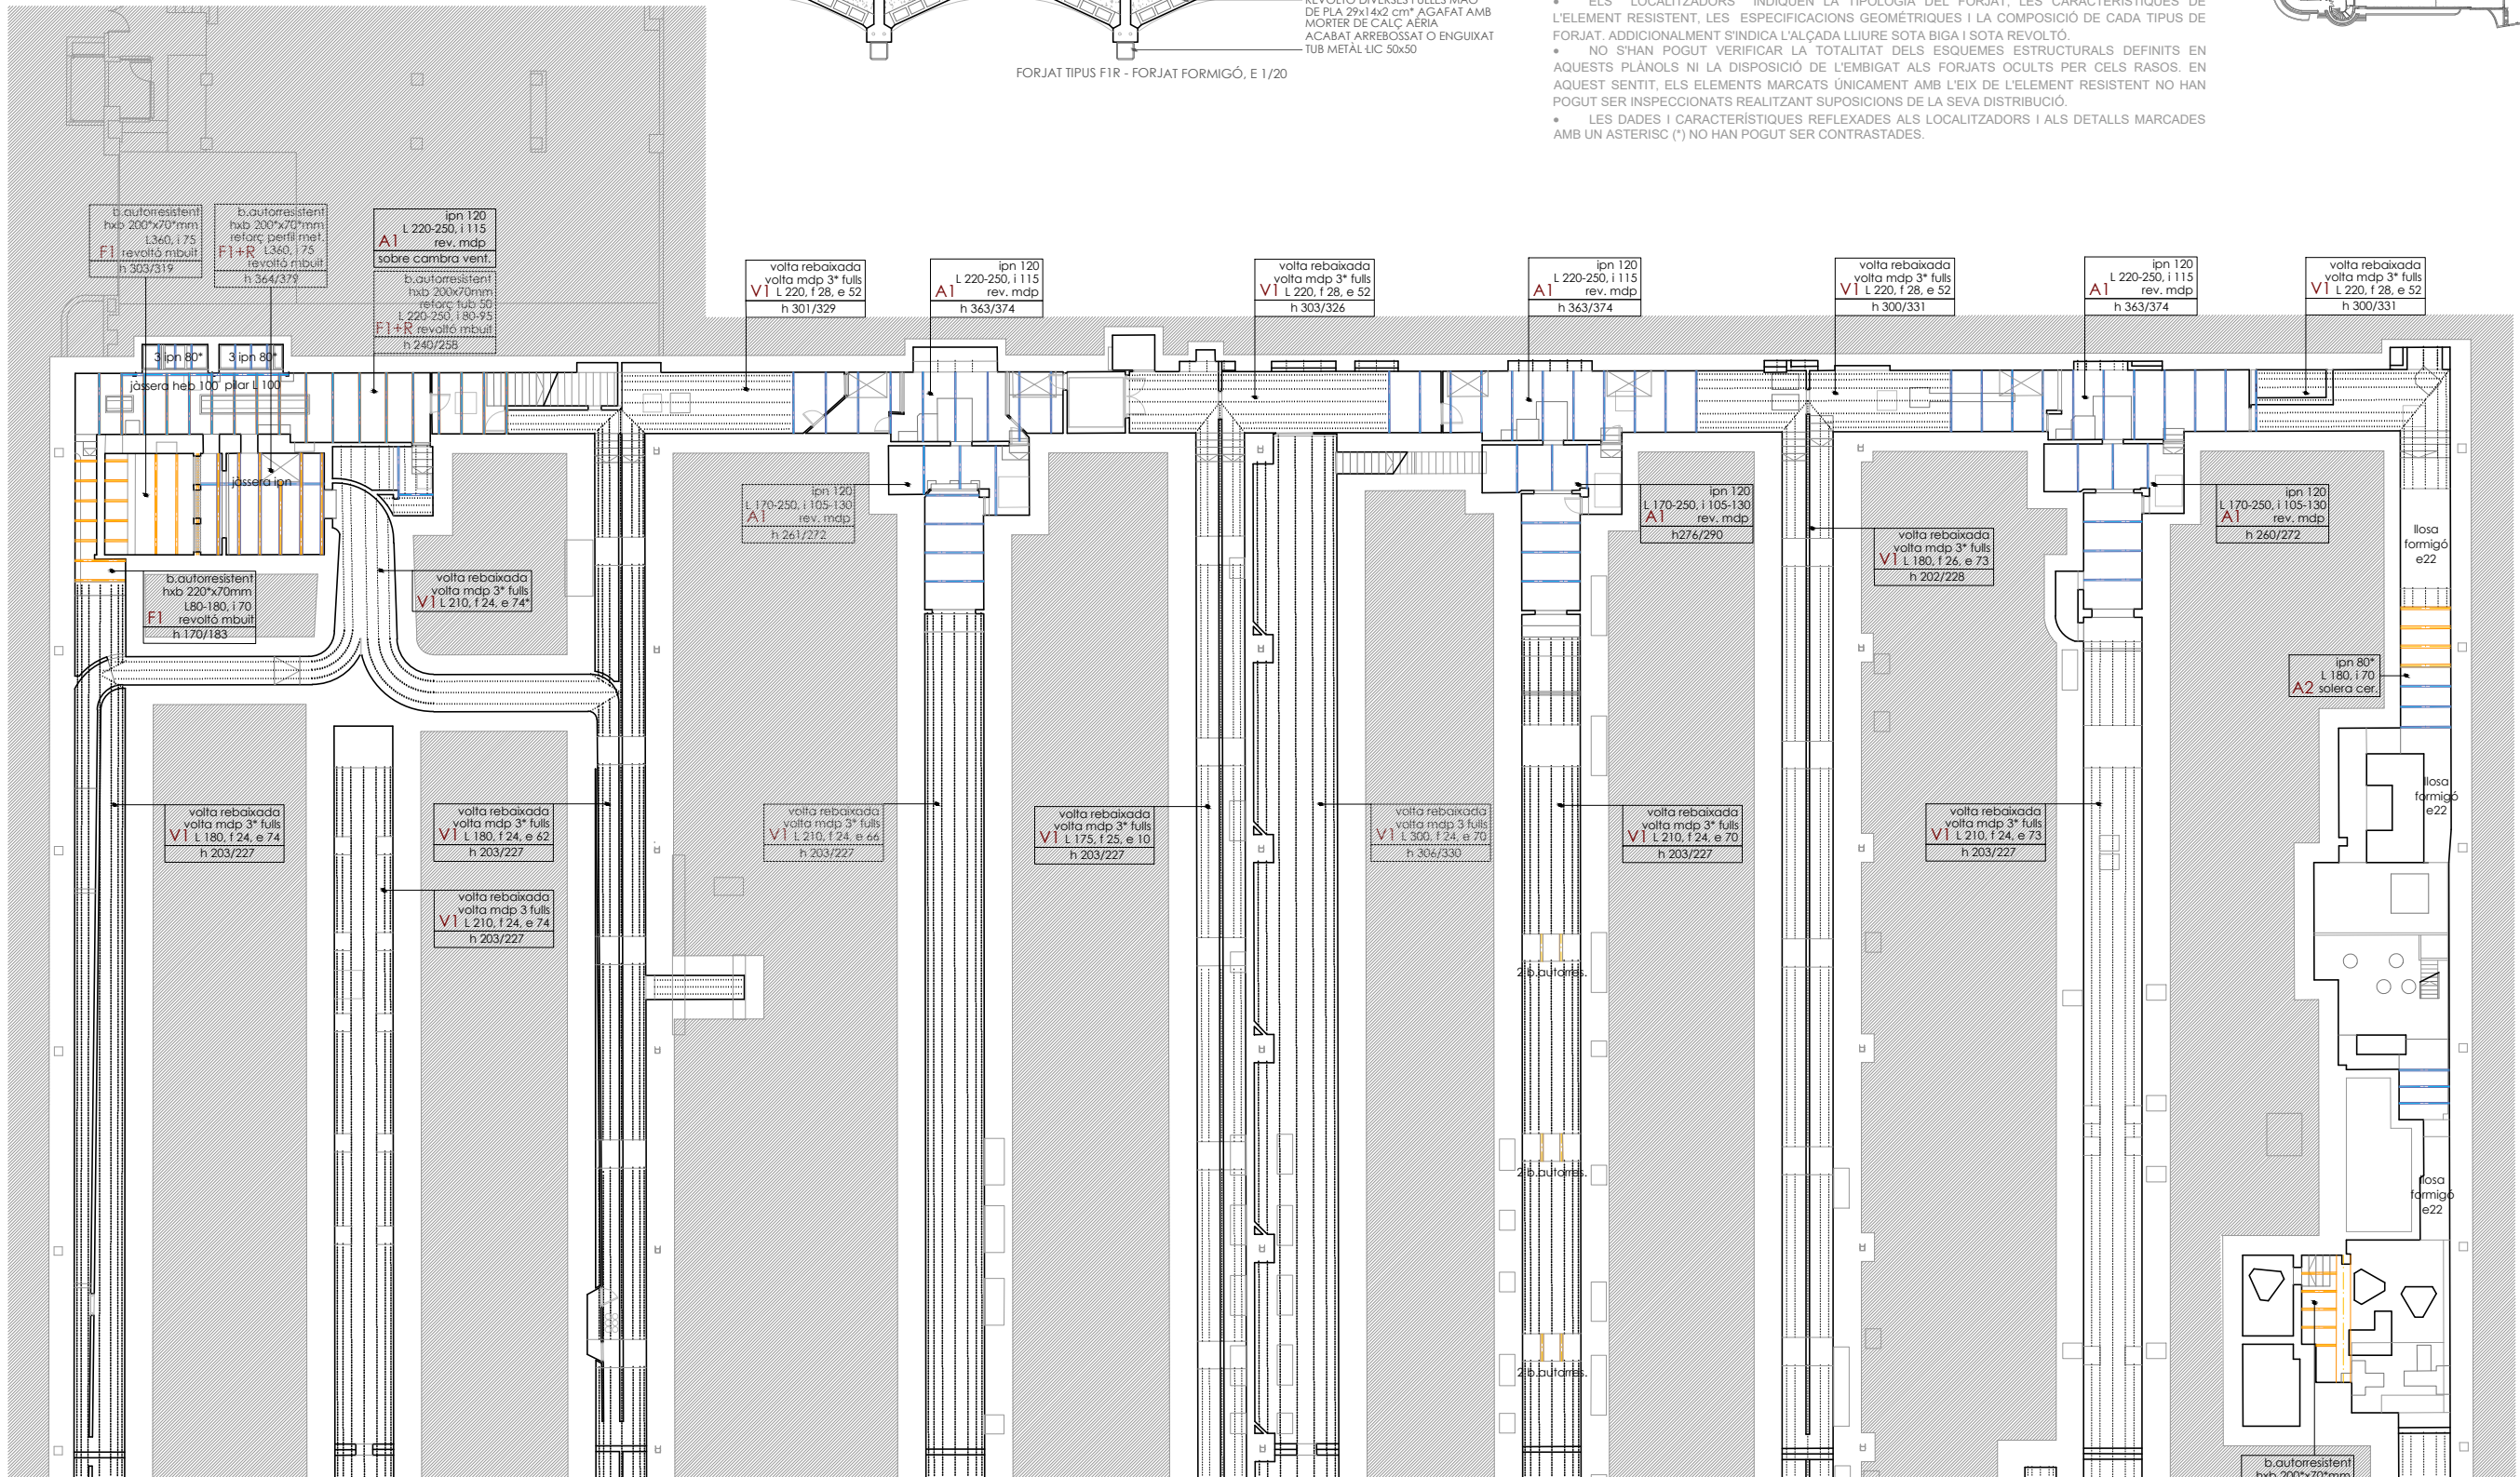 REVOLTÓ DIVERSES FULLES MAÓ
DE PLA 29x14x2 cm* AGAFAT AMB
MORTER DE CALÇ AÈRIA
ACABAT ARREBOSSAT O ENGUIXAT
TUB METÀL·LIC 50x50
FORJAT TIPUS F1R - FORJAT FORMIGÓ, E 1/20
• ELS LOCALITZADORS INDIQUEN LA TIPOLOGIA DEL FORJAT, LES CARACTERÍSTIQUES DE
L'ELEMENT RESISTENT, LES ESPECIFICACIONS GEOMÉTRIQUES I LA COMPOSICIÓ DE CADA TIPUS DE
FORJAT. ADDICIONALMENT S'INDICA L'ALÇADA LLIURE SOTA BIGA I SOTA REVOLTÓ.
• NO S'HAN POGUT VERIFICAR LA TOTALITAT DELS ESQUEMES ESTRUCTURALS DEFINITS EN
AQUESTS PLÀNOLS NI LA DISPOSICIÓ DE L'EMBIGAT ALS FORJATS OCULTS PER CELS RASOS. EN
AQUEST SENTIT, ELS ELEMENTS MARCATS ÚNICAMENT AMB L'EIX DE L'ELEMENT RESISTENT NO HAN
POGUT SER INSPECCIONATS REALITZANT SUPOSICIONS DE LA SEVA DISTRIBUCIÓ.
• LES DADES I CARACTERÍSTIQUES REFLEXADES ALS LOCALITZADORS I ALS DETALLS MARCADES
AMB UN ASTERISC (*) NO HAN POGUT SER CONTRASTADES.
b.autorresistent
hxb 200*x70*mm
L360, i 75
F1 revoltó mbuit
h 303/319
b.autorresistent
hxb 200*x70*mm
reforç perfil met.
F1+R L360, i 75
revoltó mbuit
h 364/379
ipn 120
L 220-250, i 115
A1 rev. mdp
sobre cambra vent.
b.autorresistent
hxb 200x70mm
reforç tub 50
L 220-250, i 80-95
F1+R revoltó mbuit
h 240/258
volta rebaixada
volta mdp 3* fulls
V1 L 220, f 28, e 52
h 301/329
ipn 120
L 220-250, i 115
A1 rev. mdp
h 363/374
volta rebaixada
volta mdp 3* fulls
V1 L 220, f 28, e 52
h 303/326
ipn 120
L 220-250, i 115
A1 rev. mdp
h 363/374
volta rebaixada
volta mdp 3* fulls
V1 L 220, f 28, e 52
h 300/331
ipn 120
L 220-250, i 115
A1 rev. mdp
h 363/374
volta rebaixada
volta mdp 3* fulls
V1 L 220, f 28, e 52
h 300/331
3 ipn 80*
3 ipn 80*
jàssera heb 100
pilar L 100
jàssera ipn
ipn 120
L 170-250, i 105-130
A1 rev. mdp
h 261/272
ipn 120
L 170-250, i 105-130
A1 rev. mdp
h276/290
volta rebaixada
volta mdp 3* fulls
V1 L 180, f 26, e 73
h 202/228
ipn 120
L 170-250, i 105-130
A1 rev. mdp
h 260/272
llosa
formigó
e22
b.autorresistent
hxb 220*x70mm
L80-180, i 70
F1 revoltó mbuit
h 170/183
volta rebaixada
volta mdp 3* fulls
V1 L 210, f 24, e 74*
ipn 80*
L 180, i 70
A2 solera cer.
volta rebaixada
volta mdp 3* fulls
V1 L 180, f 24, e 74
h 203/227
volta rebaixada
volta mdp 3* fulls
V1 L 180, f 24, e 62
h 203/227
volta rebaixada
volta mdp 3* fulls
V1 L 210, f 24, e 66
h 203/227
volta rebaixada
volta mdp 3* fulls
V1 L 175, f 25, e 10
h 203/227
volta rebaixada
volta mdp 3 fulls
V1 L 300, f 24, e 70
h 306/330
volta rebaixada
volta mdp 3* fulls
V1 L 210, f 24, e 70
h 203/227
volta rebaixada
volta mdp 3* fulls
V1 L 210, f 24, e 73
h 203/227
llosa
formigó
e22
volta rebaixada
volta mdp 3 fulls
V1 L 210, f 24, e 74
h 203/227
2 b.autorres.
2 b.autorres.
llosa
formigó
e22
2 b.autorres.
b.autorresistent
hxb 200*x70*mm